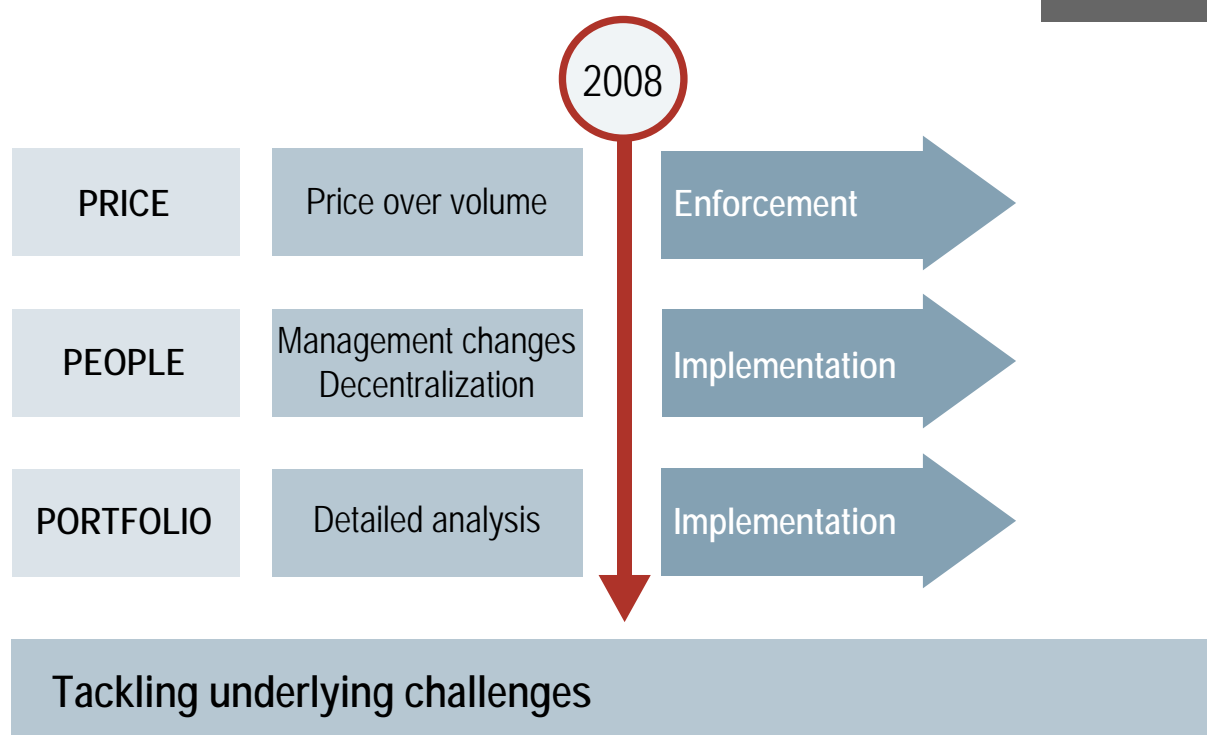 2008
PRICE
Price over volume
Enforcement
PEOPLE
Management changes
Decentralization
Implementation
PORTFOLIO
Detailed analysis
Implementation
Tackling underlying challenges